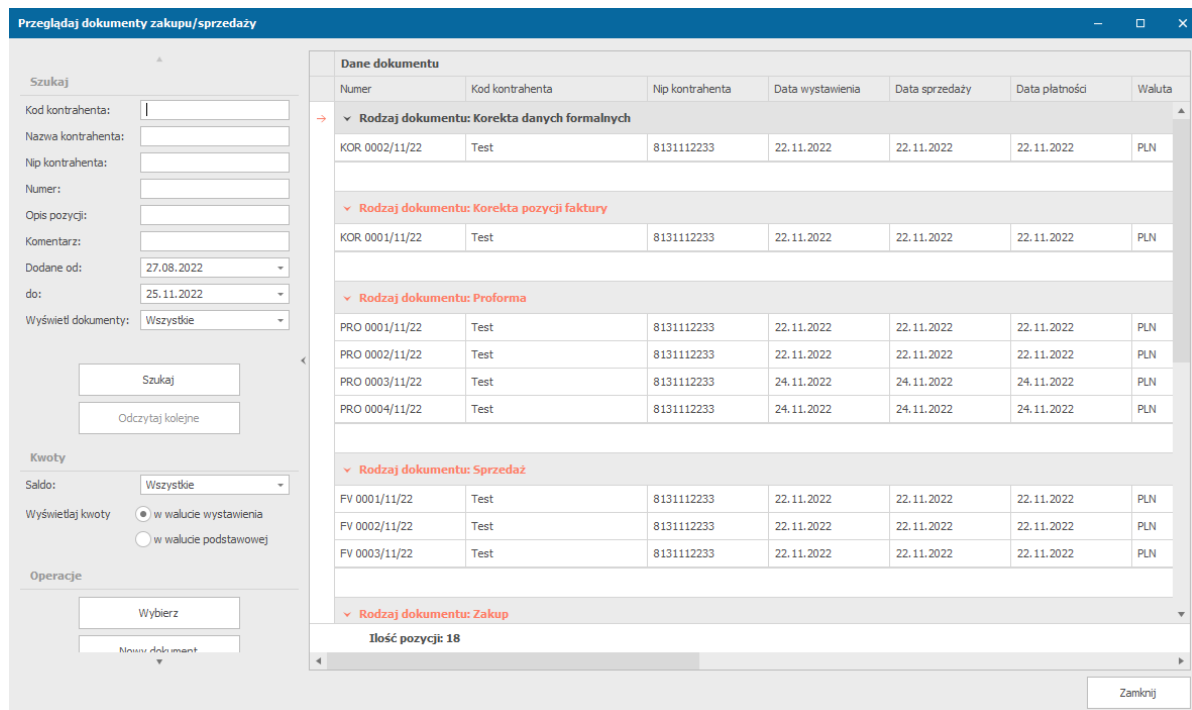 Przeglądaj dokumenty zakupu/sprzedaży
Szukaj
Kod kontrahenta:
Nazwa kontrahenta:
Nip kontrahenta:
Numer:
Opis pozycji:
Komentarz:
Dodane od: 27.08.2022
do: 25.11.2022
Wyświetl dokumenty: Wszystkie
Szukaj
Odczytaj kolejne
Kwoty
Saldo: Wszystkie
Wyświetlaj kwoty w walucie wystawienia
w walucie podstawowej
Operacje
Wybierz
Nowy dokument
Dane dokumentu
Numer Kod kontrahenta Nip kontrahenta Data wystawienia Data sprzedaży Data płatności Waluta
Rodzaj dokumentu: Korekta danych formalnych
KOR 0002/11/22 Test 8131112233 22.11.2022 22.11.2022 22.11.2022 PLN
Rodzaj dokumentu: Korekta pozycji faktury
KOR 0001/11/22 Test 8131112233 22.11.2022 22.11.2022 22.11.2022 PLN
Rodzaj dokumentu: Proforma
PRO 0001/11/22 Test 8131112233 22.11.2022 22.11.2022 22.11.2022 PLN
PRO 0002/11/22 Test 8131112233 22.11.2022 22.11.2022 22.11.2022 PLN
PRO 0003/11/22 Test 8131112233 24.11.2022 24.11.2022 24.11.2022 PLN
PRO 0004/11/22 Test 8131112233 24.11.2022 24.11.2022 24.11.2022 PLN
Rodzaj dokumentu: Sprzedaż
FV 0001/11/22 Test 8131112233 22.11.2022 22.11.2022 22.11.2022 PLN
FV 0002/11/22 Test 8131112233 22.11.2022 22.11.2022 22.11.2022 PLN
FV 0003/11/22 Test 8131112233 22.11.2022 22.11.2022 22.11.2022 PLN
Rodzaj dokumentu: Zakup
Ilość pozycji: 18
Zamknij